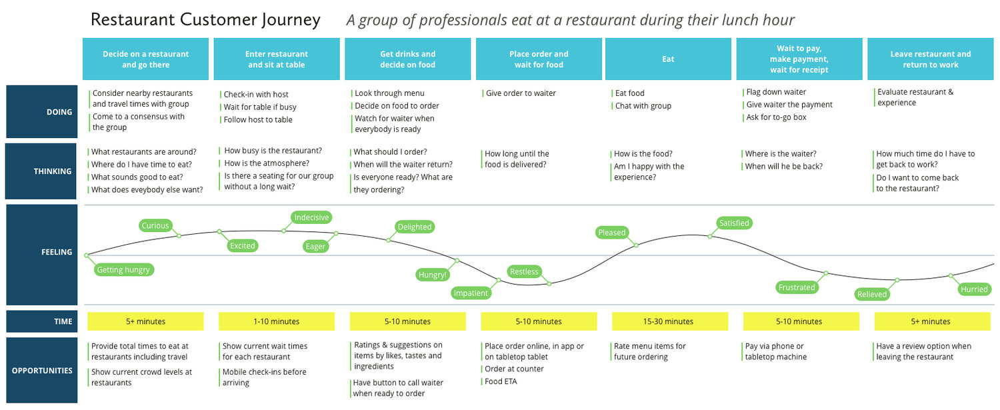 Restaurant Customer Journey
A group of professionals eat at a restaurant during their lunch hour
Decide on a restaurant
and go there
Enter restaurant
and sit at table
Get drinks and
decide on food
Place order and
wait for food
Eat
Wait to pay,
make payment,
wait for receipt
Leave restaurant and
return to work
DOING
Consider nearby restaurants
and travel times with group
Come to a consensus with
the group
Check-in with host
Wait for table if busy
Follow host to table
Look through menu
Decide on food to order
Watch for waiter when
everybody is ready
Give order to waiter
Eat food
Chat with group
Flag down waiter
Give waiter the payment
Ask for to-go box
Evaluate restaurant &
experience
THINKING
What restaurants are around?
Where do I have time to eat?
What sounds good to eat?
What does eveybody else want?
How busy is the restaurant?
How is the atmosphere?
Is there a seating for our group
without a long wait?
What should I order?
When will the waiter return?
Is everyone ready? What are
they ordering?
How long until the
food is delivered?
How is the food?
Am I happy with the
experience?
Where is the waiter?
When will he be back?
How much time do I have to
get back to work?
Do I want to come back
to the restaurant?
FEELING
Getting hungry
Curious
Excited
Indecisive
Eager
Delighted
Hungry!
Impatient
Restless
Pleased
Satisfied
Frustrated
Relieved
Hurried
TIME
5+ minutes
1-10 minutes
5-10 minutes
5-10 minutes
15-30 minutes
5-10 minutes
5+ minutes
OPPORTUNITIES
Provide total times to eat at
restaurants including travel
Show current crowd levels at
restaurants
Show current wait times
for each restaurant
Mobile check-ins before
arriving
Ratings & suggestions on
items by likes, tastes and
ingredients
Have button to call waiter
when ready to order
Place order online, in app or
on tabletop tablet
Order at counter
Food ETA
Rate menu items for
future ordering
Pay via phone or
tabletop machine
Have a review option when
leaving the restaurant